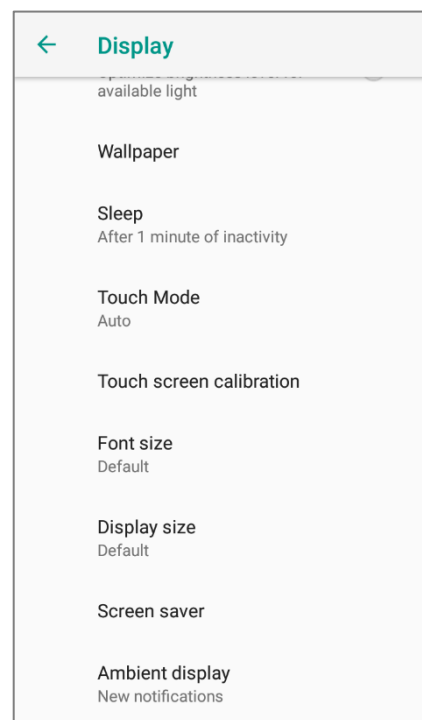 Display
available light
Wallpaper
Sleep
After 1 minute of inactivity
Touch Mode
Auto
Touch screen calibration
Font size
Default
Display size
Default
Screen saver
Ambient display
New notifications